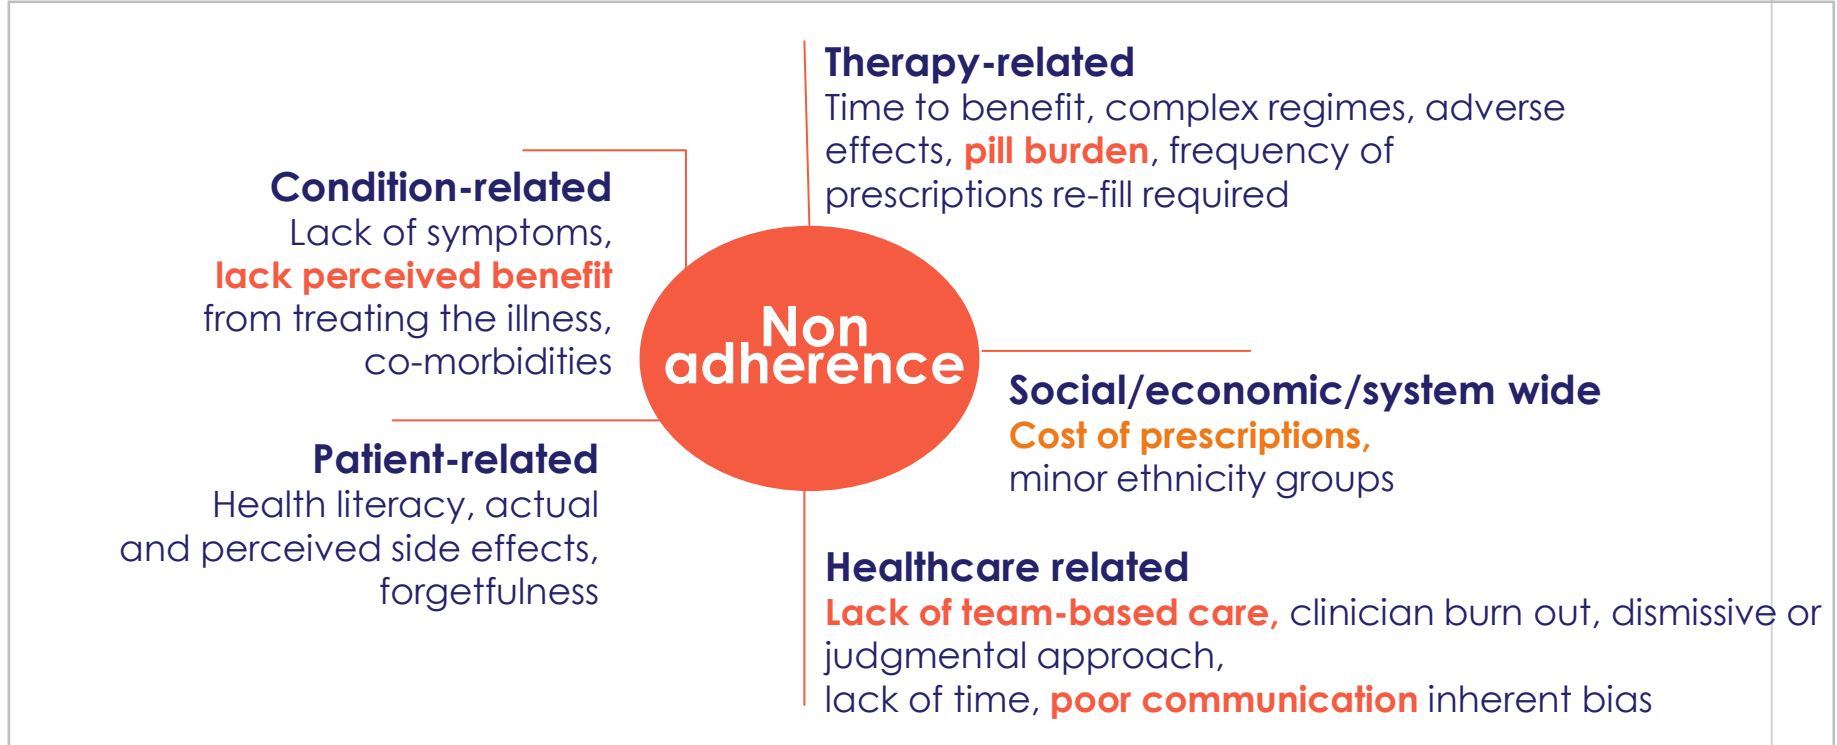 Therapy-related
Time to benefit, complex regimes, adverse
effects, pill burden, frequency of
prescriptions re-fill required
Condition-related
Lack of symptoms,
lack perceived benefit
from treating the illness,
co-morbidities
Non
adherence
Social/economic/system wide
Cost of prescriptions,
minor ethnicity groups
Patient-related
Health literacy, actual
and perceived side effects,
forgetfulness
Healthcare related
Lack of team-based care, clinician burn out, dismissive or
judgmental approach,
lack of time, poor communication inherent bias